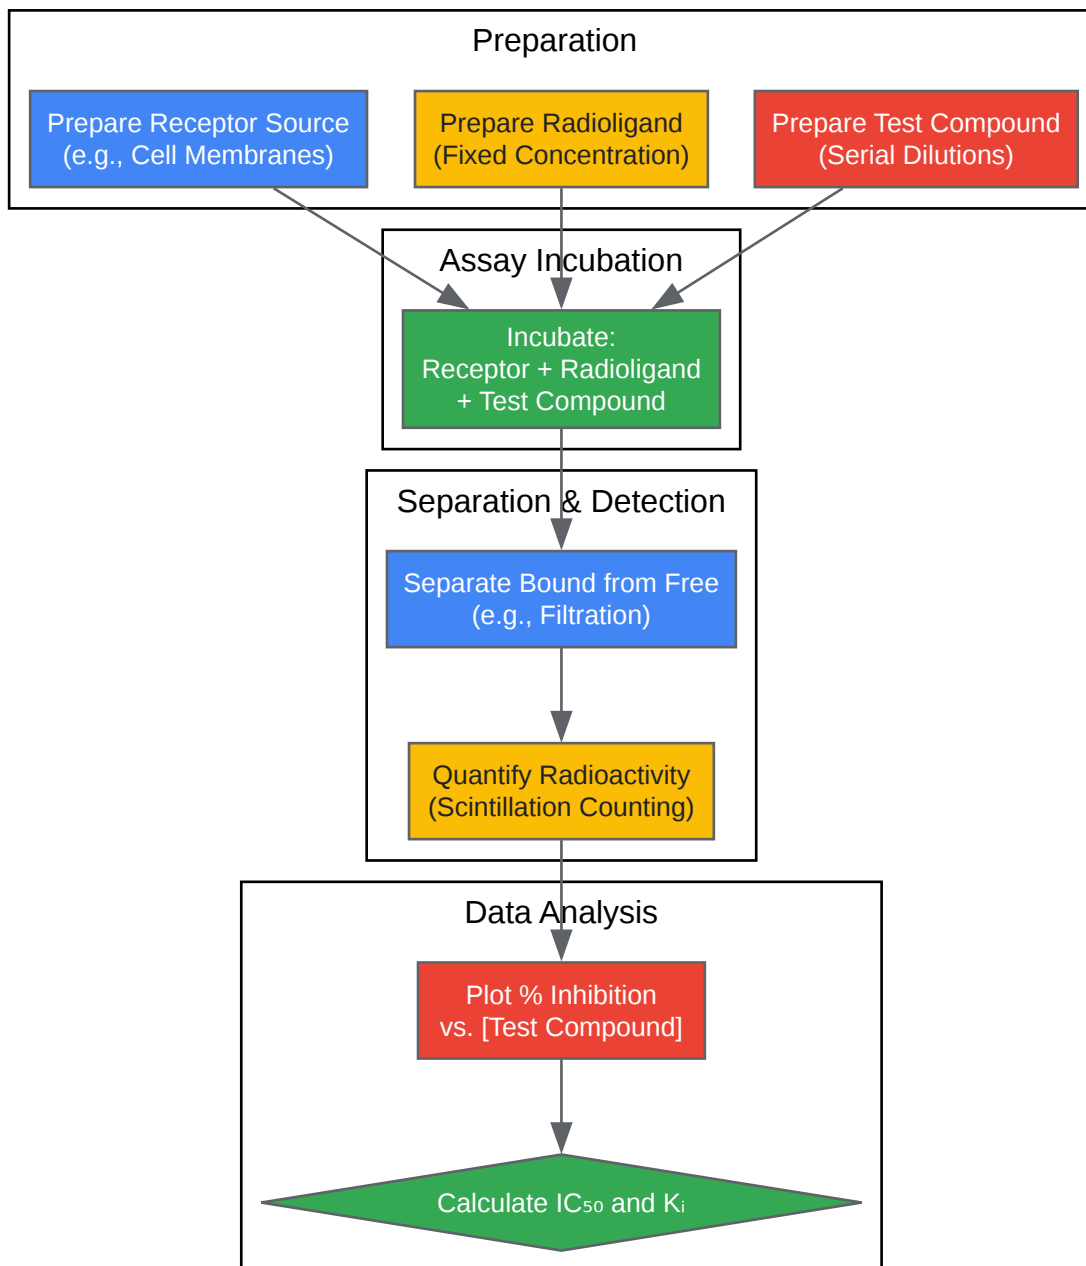 Preparation
Prepare Receptor Source
(e.g., Cell Membranes)
Prepare Radioligand
(Fixed Concentration)
Prepare Test Compound
(Serial Dilutions)
Assay Incubation
Incubate:
Receptor + Radioligand
+ Test Compound
Separation & Detection
Separate Bound from Free
(e.g., Filtration)
Quantify Radioactivity
(Scintillation Counting)
Data Analysis
Plot % Inhibition
vs. [Test Compound]
Calculate IC₅₀ and Kᵢ